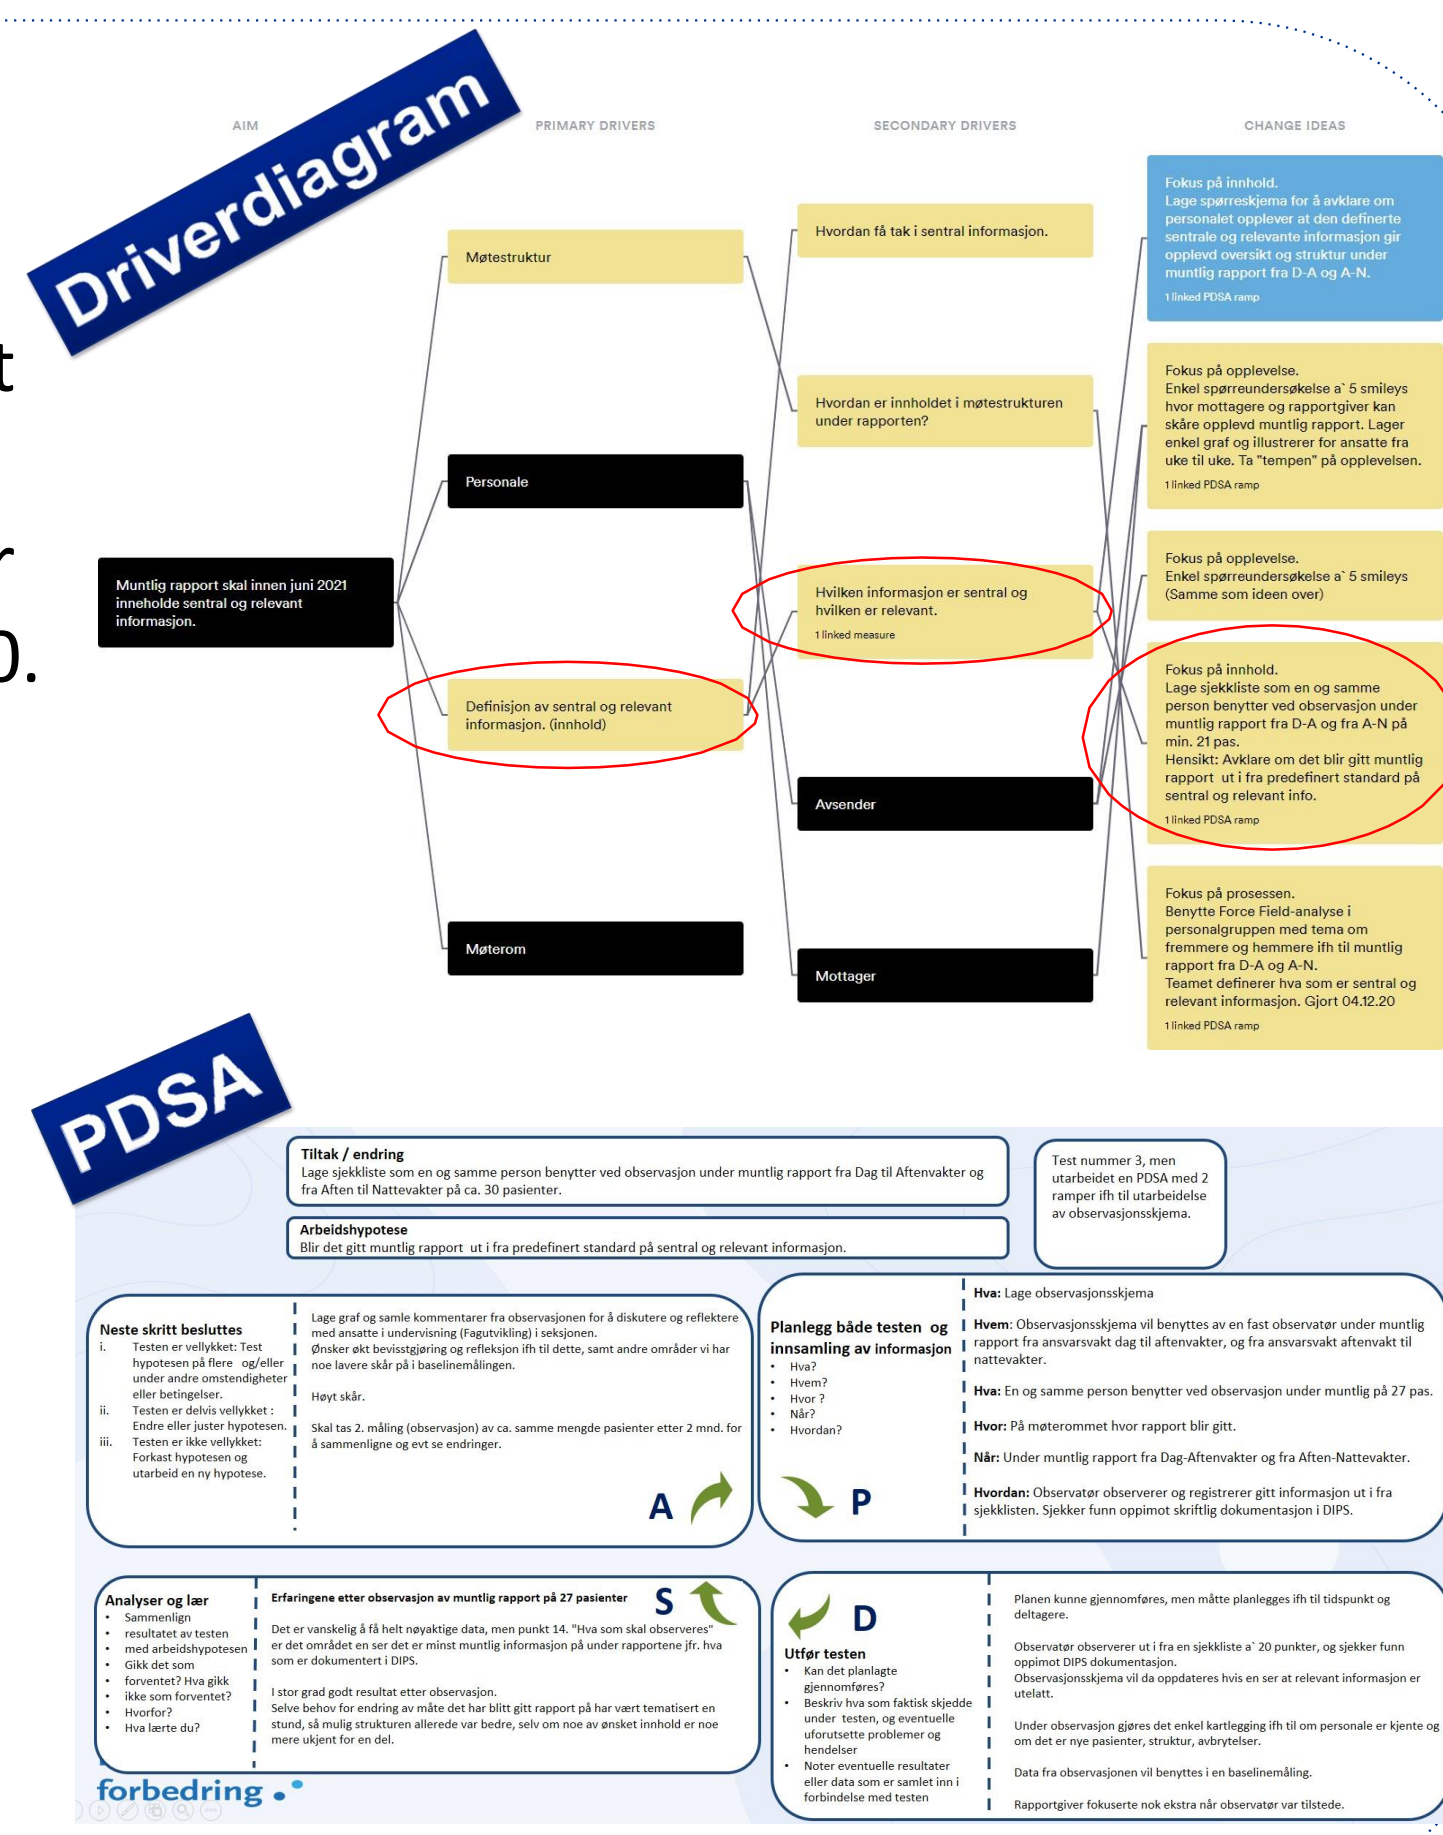 Driverdiagram
AIM
PRIMARY DRIVERS
SECONDARY DRIVERS
CHANGE IDEAS
t
r
0.
Muntlig rapport skal innen juni 2021
inneholde sentral og relevant
informasjon.
Møtestruktur
Personale
Definisjon av sentral og relevant
informasjon. (innhold)
Møterom
Hvordan få tak i sentral informasjon.
Hvordan er innholdet i møtestrukturen
under rapporten?
Hvilken informasjon er sentral og
hvilken er relevant.
1 linked measure
Avsender
Mottager
Fokus på innhold.
Lage spørreskjema for å avklare om
personalet opplever at den definerte
sentrale og relevante informasjon gir
opplevd oversikt og struktur under
muntlig rapport fra D-A og A-N.
1 linked PDSA ramp
Fokus på opplevelse.
Enkel spørreundersøkelse a` 5 smileys
hvor mottagere og rapportgiver kan
skåre opplevd muntlig rapport. Lager
enkel graf og illustrerer for ansatte fra
uke til uke. Ta "tempen" på opplevelsen.
1 linked PDSA ramp
Fokus på opplevelse.
Enkel spørreundersøkelse a` 5 smileys
(Samme som ideen over)
Fokus på innhold.
Lage sjekkliste som en og samme
person benytter ved observasjon under
muntlig rapport fra D-A og fra A-N på
min. 21 pas.
Hensikt: Avklare om det blir gitt muntlig
rapport ut i fra predefinert standard på
sentral og relevant info.
1 linked PDSA ramp
Fokus på prosessen.
Benytte Force Field-analyse i
personalgruppen med tema om
fremmere og hemmere ifh til muntlig
rapport fra D-A og A-N.
Teamet definerer hva som er sentral og
relevant informasjon. Gjort 04.12.20
1 linked PDSA ramp
PDSA
Tiltak / endring
Lage sjekkliste som en og samme person benytter ved observasjon under muntlig rapport fra Dag til Aftenvakter og
fra Aften til Nattevakter på ca. 30 pasienter.
Arbeidshypotese
Blir det gitt muntlig rapport ut i fra predefinert standard på sentral og relevant informasjon.
Test nummer 3, men
utarbeidet en PDSA med 2
ramper ifh til utarbeidelse
av observasjonsskjema.
Neste skritt besluttes
i. Testen er vellykket: Test
hypotesen på flere og/eller
under andre omstendigheter
eller betingelser.
ii. Testen er delvis vellykket :
Endre eller juster hypotesen.
iii. Testen er ikke vellykket:
Forkast hypotesen og
utarbeid en ny hypotese.
Lage graf og samle kommentarer fra observasjonen for å diskutere og reflektere
med ansatte i undervisning (Fagutvikling) i seksjonen.
Ønsker økt bevisstgjøring og refleksjon ifh til dette, samt andre områder vi har
noe lavere skår på i baselinemålingen.
Høyt skår.
Skal tas 2. måling (observasjon) av ca. samme mengde pasienter etter 2 mnd. for
å sammenligne og evt se endringer.
A
Planlegg både testen og
innsamling av informasjon
• Hva?
• Hvem?
• Hvor ?
• Når?
• Hvordan?
P
Hva: Lage observasjonsskjema
Hvem: Observasjonsskjema vil benyttes av en fast observatør under muntlig
rapport fra ansvarsvakt dag til aftenvakter, og fra ansvarsvakt aftenvakt til
nattevakter.
Hva: En og samme person benytter ved observasjon under muntlig på 27 pas.
Hvor: På møterommet hvor rapport blir gitt.
Når: Under muntlig rapport fra Dag-Aftenvakter og fra Aften-Nattevakter.
Hvordan: Observatør observerer og registrerer gitt informasjon ut i fra
sjekklisten. Sjekker funn oppimot skriftlig dokumentasjon i DIPS.
Analyser og lær
• Sammenlign
• resultatet av testen
• med arbeidshypotesen
• Gikk det som
• forventet? Hva gikk
• ikke som forventet?
• Hvorfor?
• Hva lærte du?
Erfaringene etter observasjon av muntlig rapport på 27 pasienter
S
Det er vanskelig å få helt nøyaktige data, men punkt 14. "Hva som skal observeres"
er det området en ser det er minst muntlig informasjon på under rapportene jfr. hva
som er dokumentert i DIPS.
I stor grad godt resultat etter observasjon.
Selve behov for endring av måte det har blitt gitt rapport på har vært tematisert en
stund, så mulig strukturen allerede var bedre, selv om noe av ønsket innhold er noe
mere ukjent for en del.
D
Utfør testen
• Kan det planlagte
gjennomføres?
• Beskriv hva som faktisk skjedde
under testen, og eventuelle
uforutsette problemer og
hendelser
• Noter eventuelle resultater
eller data som er samlet inn i
forbindelse med testen
Planen kunne gjennomføres, men måtte planlegges ifh til tidspunkt og
deltagere.
Observatør observerer ut i fra en sjekkliste a` 20 punkter, og sjekker funn
oppimot DIPS dokumentasjon.
Observasjonsskjema vil da oppdateres hvis en ser at relevant informasjon er
utelatt.
Under observasjon gjøres det enkel kartlegging ifh til om personale er kjente og
om det er nye pasienter, struktur, avbrytelser.
Data fra observasjonen vil benyttes i en baselinemåling.
Rapportgiver fokuserte nok ekstra når observatør var tilstede.
forbedring